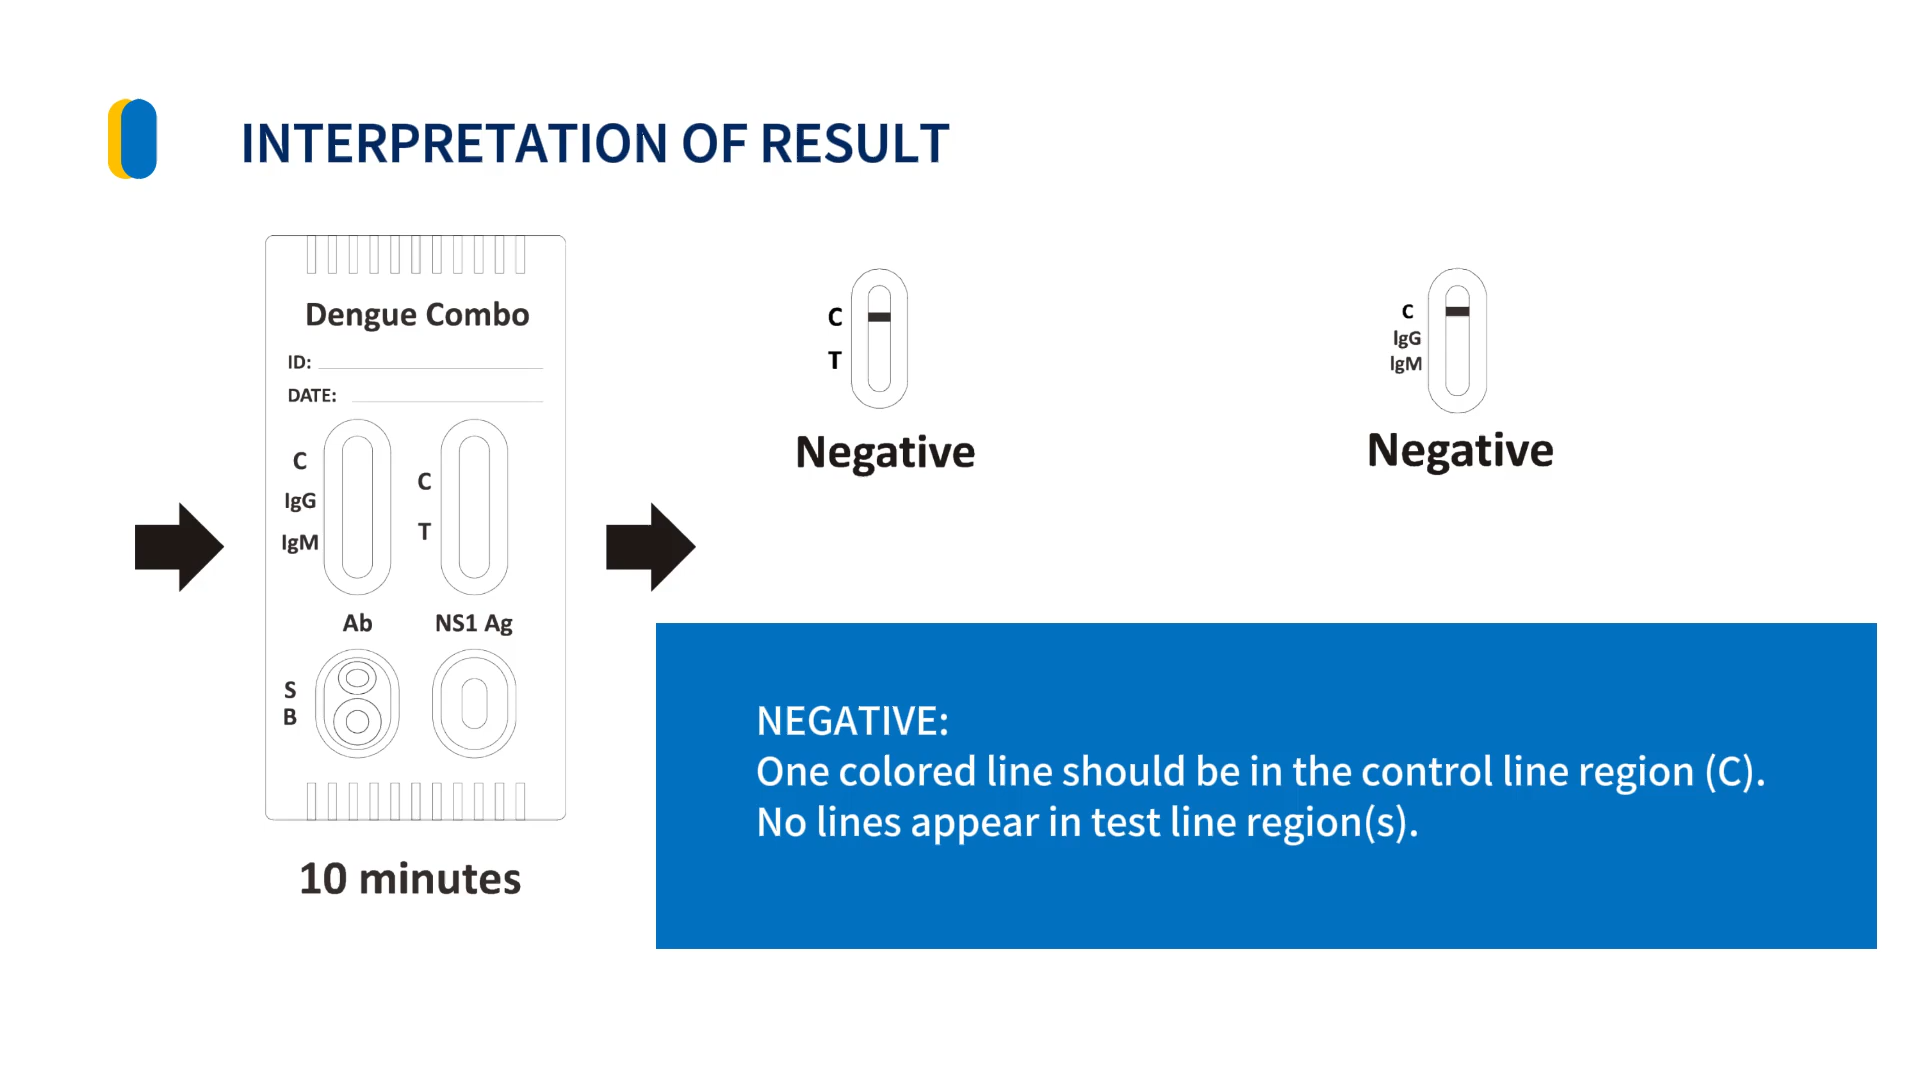 INTERPRETATION OF RESULT
Dengue Combo
ID:
DATE:
C
IgG
IgM
C
T
Ab
NS1 Ag
S
B
10 minutes
C
T
Negative
C
IgG
IgM
Negative
NEGATIVE:
One colored line should be in the control line region (C).
No lines appear in test line region(s).